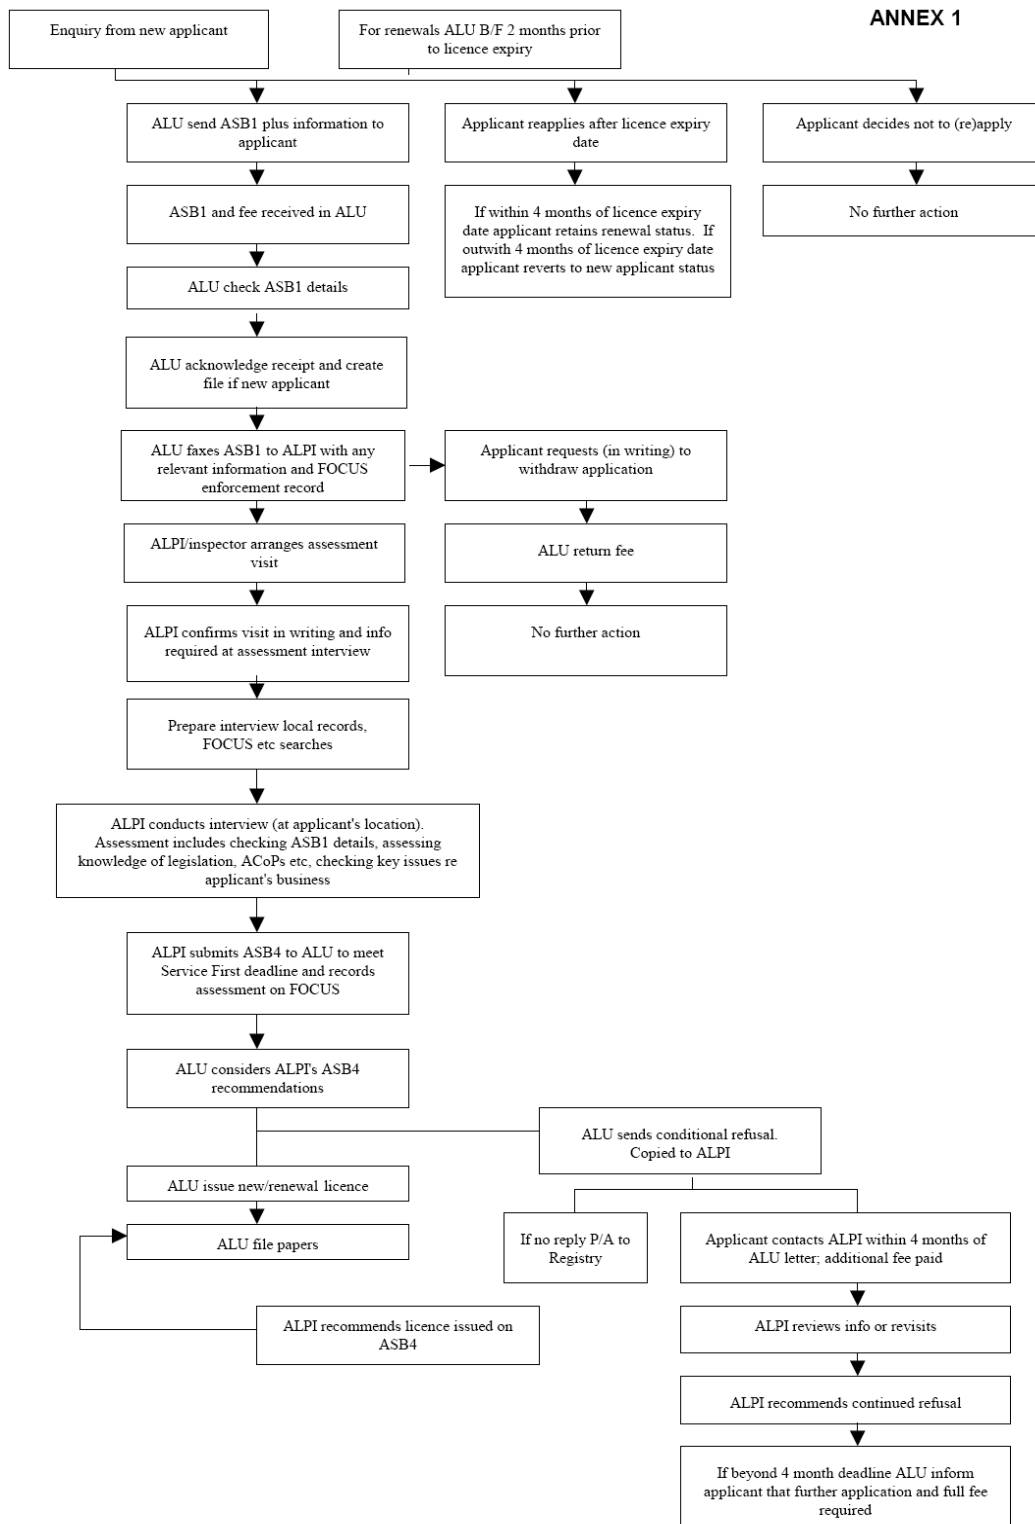 ANNEX 1
Enquiry from new applicant
For renewals ALU B/F 2 months prior
to licence expiry
ALU send ASB1 plus information to
applicant
Applicant reapplies after licence expiry
date
Applicant decides not to (re)apply
ASB1 and fee received in ALU
If within 4 months of licence expiry
date applicant retains renewal status.  If
outwith 4 months of licence expiry date
applicant reverts to new applicant status
No further action
ALU check ASB1 details
ALU acknowledge receipt and create
file if new applicant
ALU faxes ASB1 to ALPI with any
relevant information and FOCUS
enforcement record
Applicant requests (in writing) to
withdraw application
ALPI/inspector arranges assessment
visit
ALU return fee
ALPI confirms visit in writing and info
required at assessment interview
No further action
Prepare interview local records,
FOCUS etc searches
ALPI conducts interview (at applicant's location).
Assessment includes checking ASB1 details, assessing
knowledge of legislation, ACoPs etc, checking key issues re
applicant's business
ALPI submits ASB4 to ALU to meet
Service First deadline and records
assessment on FOCUS
ALU considers ALPI's ASB4
recommendations
ALU sends conditional refusal.
Copied to ALPI
ALU issue new/renewal licence
ALU file papers
If no reply P/A to
Registry
Applicant contacts ALPI within 4 months of
ALU letter; additional fee paid
ALPI recommends licence issued on
ASB4
ALPI reviews info or revisits
ALPI recommends continued refusal
If beyond 4 month deadline ALU inform
applicant that further application and full fee
required